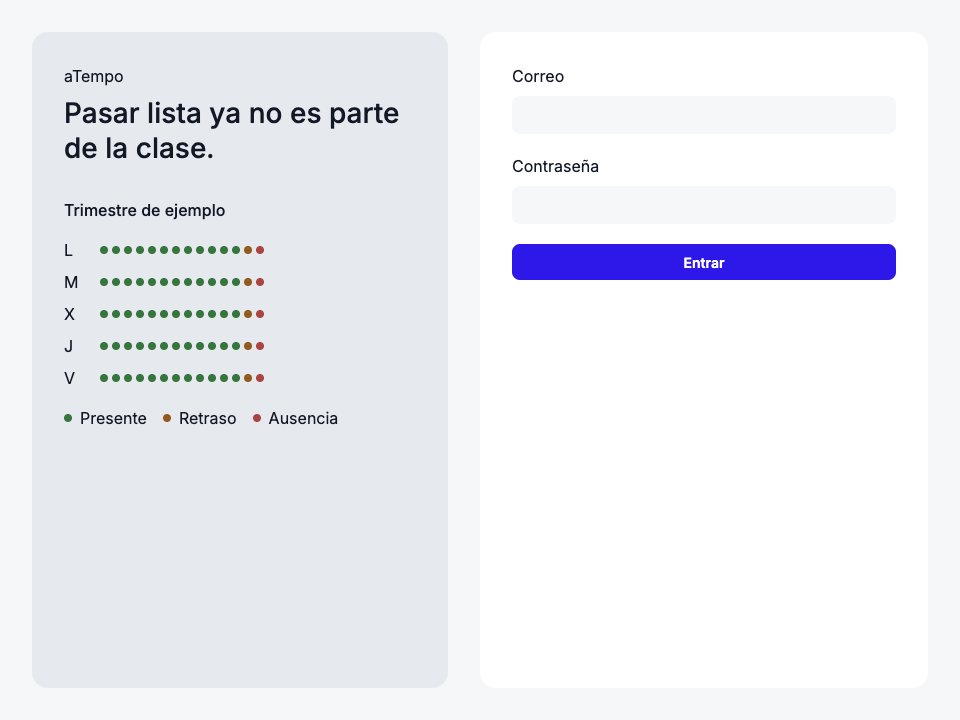 aTempo
Pasar lista ya no es parte
de la clase.
Trimestre de ejemplo
L
M
X
J
V
Presente Retraso Ausencia
Correo
Contraseña
Entrar